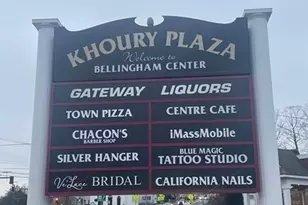 KHOURY PLAZA
Welcome to
BELLINGHAM CENTER
GATEWAY LIQUORS
TOWN PIZZA
CENTRE CAFE
CHACON'S
BARBER SHOP
iMassMobile
SILVER HANGER
BLUE MAGIC
TATTOO STUDIO
BRIDAL
CALIFORNIA NAILS